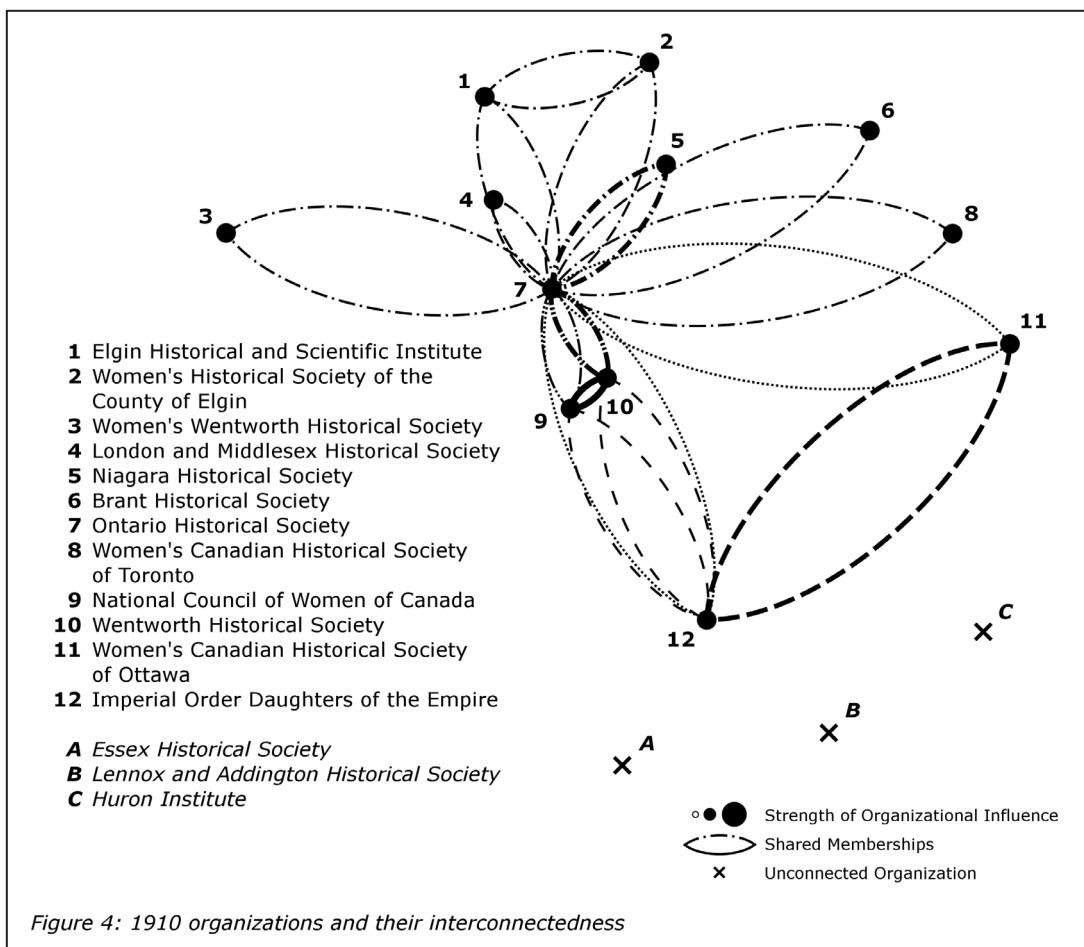 2
1
6
5
4
3
8
7
11
1 Elgin Historical and Scientific Institute
2 Women's Historical Society of the
County of Elgin
10
9
3 Women's Wentworth Historical Society
4 London and Middlesex Historical Society
5 Niagara Historical Society
6 Brant Historical Society
7 Ontario Historical Society
8 Women's Canadian Historical Society
of Toronto
9 National Council of Women of Canada
10 Wentworth Historical Society
11 Women's Canadian Historical Society
of Ottawa
12 Imperial Order Daughters of the Empire
12
C
B
A
A Essex Historical Society
B Lennox and Addington Historical Society
C Huron Institute
Strength of Organizational Influence
Shared Memberships
Unconnected Organization
Figure 4: 1910 organizations and their interconnectedness